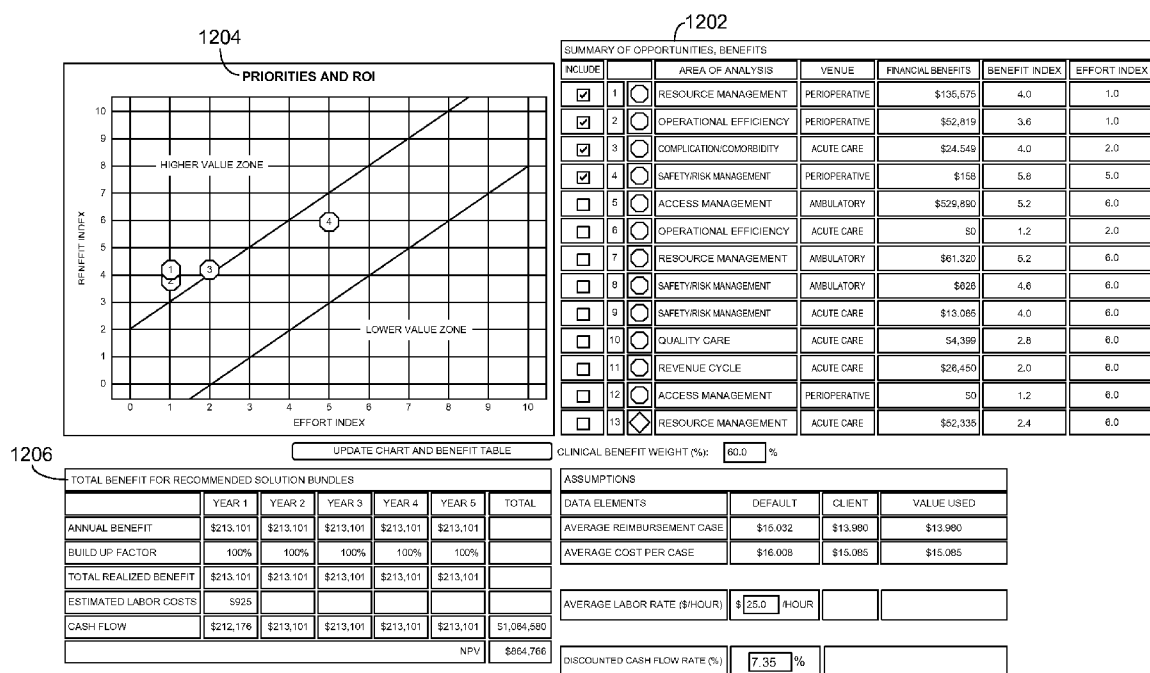 1204
1202
PRIORITIES AND ROI
10
9
8
7
6
5
4
3
2
1
0
HIGHER VALUE ZONE
LOWER VALUE ZONE
1
2
3
4
BENEFIT INDEX
0 1 2 3 4 5 6 7 8 9 10
EFFORT INDEX
SUMMARY OF OPPORTUNITIES, BENEFITS
INCLUDE AREA OF ANALYSIS VENUE FINANCIAL BENEFITS BENEFIT INDEX EFFORT INDEX
1 RESOURCE MANAGEMENT PERIOPERATIVE $135,575 4.0 1.0
2 OPERATIONAL EFFICIENCY PERIOPERATIVE $52,819 3.6 1.0
3 COMPLICATION/COMORBIDITY ACUTE CARE $24.549 4.0 2.0
4 SAFETY/RISK MANAGEMENT PERIOPERATIVE $158 5.8 5.0
5 ACCESS MANAGEMENT AMBULATORY $529,890 5.2 6.0
6 OPERATIONAL EFFICIENCY ACUTE CARE $0 1.2 2.0
7 RESOURCE MANAGEMENT AMBULATORY $61.320 5.2 6.0
8 SAFETY/RISK MANAGEMENT AMBULATORY 4.6 6.0
9 SAFETY/RISK MANAGEMENT ACUTE CARE $13.085 4.0 6.0
10 QUALITY CARE ACUTE CARE $4,399 2.8 6.0
11 REVENUE CYCLE ACUTE CARE $26,450 2.0 6.0
12 ACCESS MANAGEMENT PERIOPERATIVE $0 1.2 6.0
13 RESOURCE MANAGEMENT ACUTE CARE $52,335 2.4 6.0
UPDATE CHART AND BENEFIT TABLE
CLINICAL BENEFIT WEIGHT (%): 60.0 %
1206
TOTAL BENEFIT FOR RECOMMENDED SOLUTION BUNDLES
YEAR 1 YEAR 2 YEAR 3 YEAR 4 YEAR 5 TOTAL
ANNUAL BENEFIT $213,101 $213,101 $213,101 $213,101 $213,101
BUILD UP FACTOR 100% 100% 100% 100% 100%
TOTAL REALIZED BENEFIT $213,101 $213,101 $213,101 $213,101 $213,101
ESTIMATED LABOR COSTS $925
CASH FLOW $212,176 $213,101 $213,101 $213,101 $213,101 $1,064,580
NPV $864,766
ASSUMPTIONS
DATA ELEMENTS DEFAULT CLIENT VALUE USED
AVERAGE REIMBURSEMENT CASE $15.032 $13.980 $13.980
AVERAGE COST PER CASE $16.008 $15.085 $15.085
AVERAGE LABOR RATE ($/HOUR) $ 25.0 /HOUR
DISCOUNTED CASH FLOW RATE (%) 7.35 %